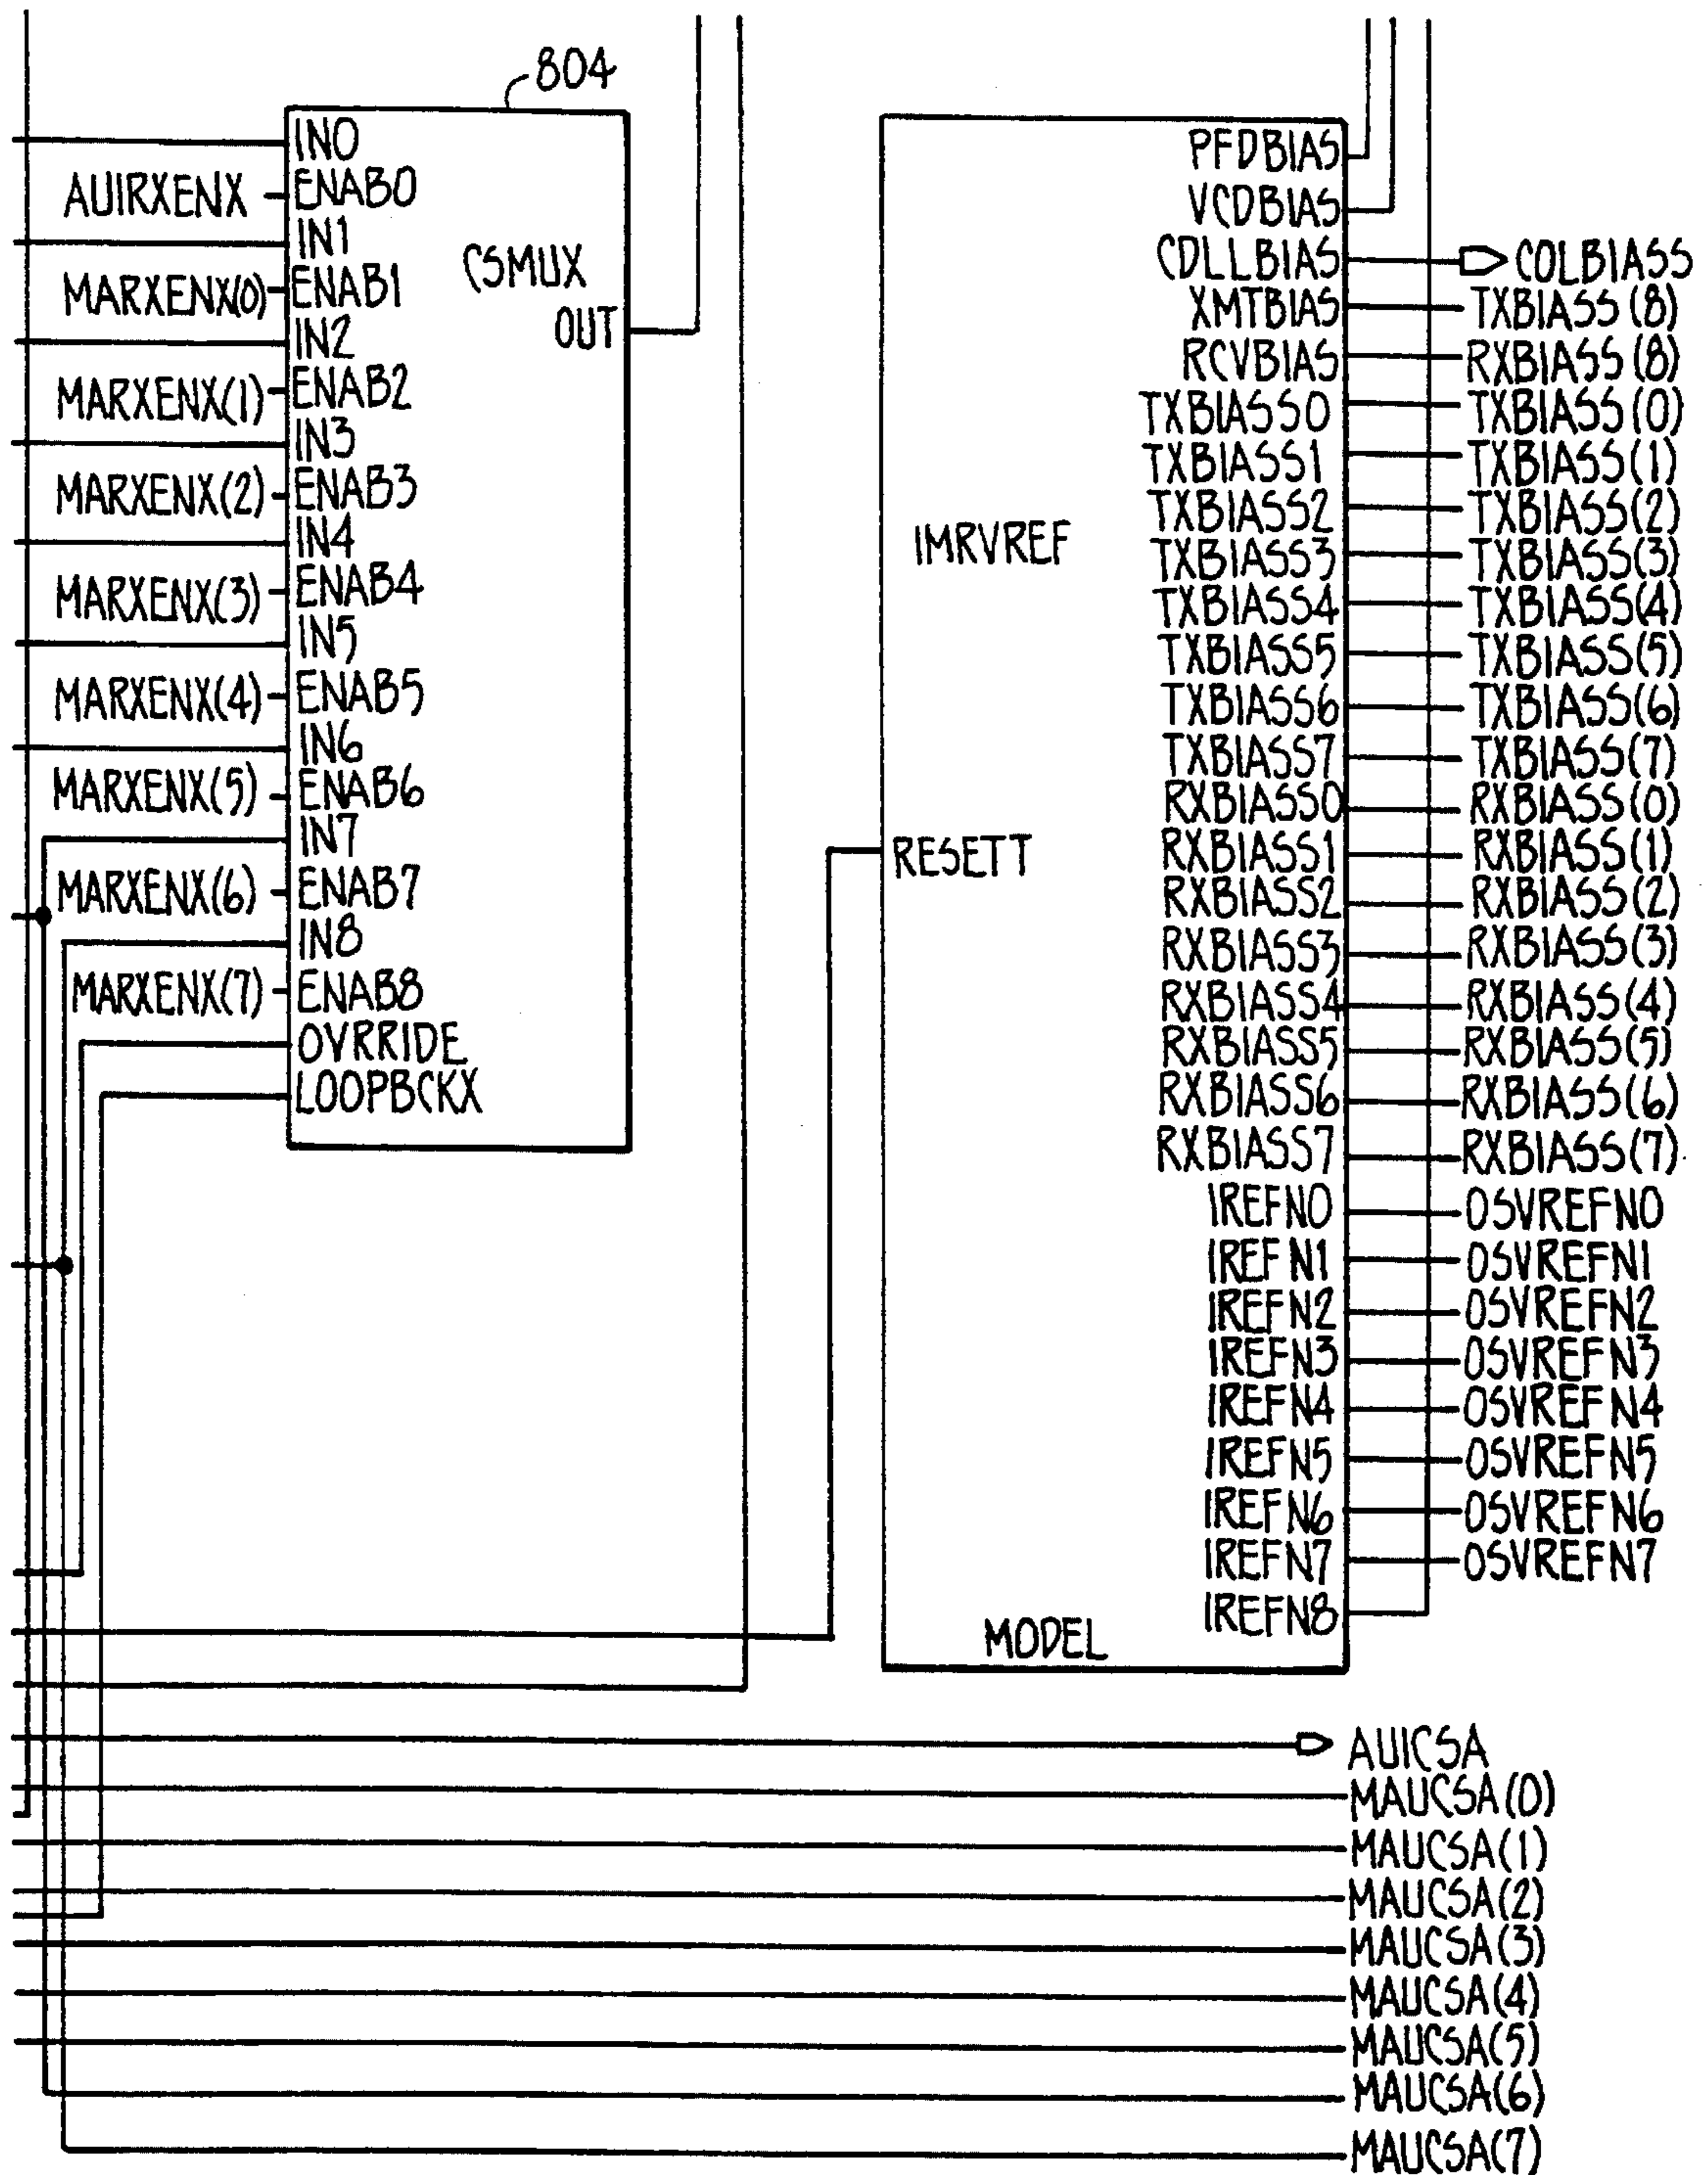 804
IN0
AUIRXENX ENAB0
IN1
MARXENX(0) ENAB1
IN2
MARXENX(1) ENAB2
IN3
MARXENX(2) ENAB3
IN4
MARXENX(3) ENAB4
IN5
MARXENX(4) ENAB5
IN6
MARXENX(5) ENAB6
IN7
MARXENX(6) ENAB7
IN8
MARXENX(7) ENAB8
OVRRIDE
LOOPBCKX
CSMUX
OUT
IMRVREF
RESETT
MODEL
PFDBIAS
VCDBIAS
CDLLBIAS COLBIASS
XMTBIAS TXBIASS(8)
RCVBIAS RXBIASS(8)
TXBIASS0 TXBIASS(0)
TXBIASS1 TXBIASS(1)
TXBIASS2 TXBIASS(2)
TXBIASS3 TXBIASS(3)
TXBIASS4 TXBIASS(4)
TXBIASS5 TXBIASS(5)
TXBIASS6 TXBIASS(6)
TXBIASS7 TXBIASS(7)
RXBIASS0 RXBIASS(0)
RXBIASS1 RXBIASS(1)
RXBIASS2 RXBIASS(2)
RXBIASS3 RXBIASS(3)
RXBIASS4 RXBIASS(4)
RXBIASS5 RXBIASS(5)
RXBIASS6 RXBIASS(6)
RXBIASS7 RXBIASS(7)
IREFN0 OSVREFN0
IREFN1 OSVREFN1
IREFN2 OSVREFN2
IREFN3 OSVREFN3
IREFN4 OSVREFN4
IREFN5 OSVREFN5
IREFN6 OSVREFN6
IREFN7 OSVREFN7
IREFN8
AUICSA
MAUCSA(0)
MAUCSA(1)
MAUCSA(2)
MAUCSA(3)
MAUCSA(4)
MAUCSA(5)
MAUCSA(6)
MAUCSA(7)